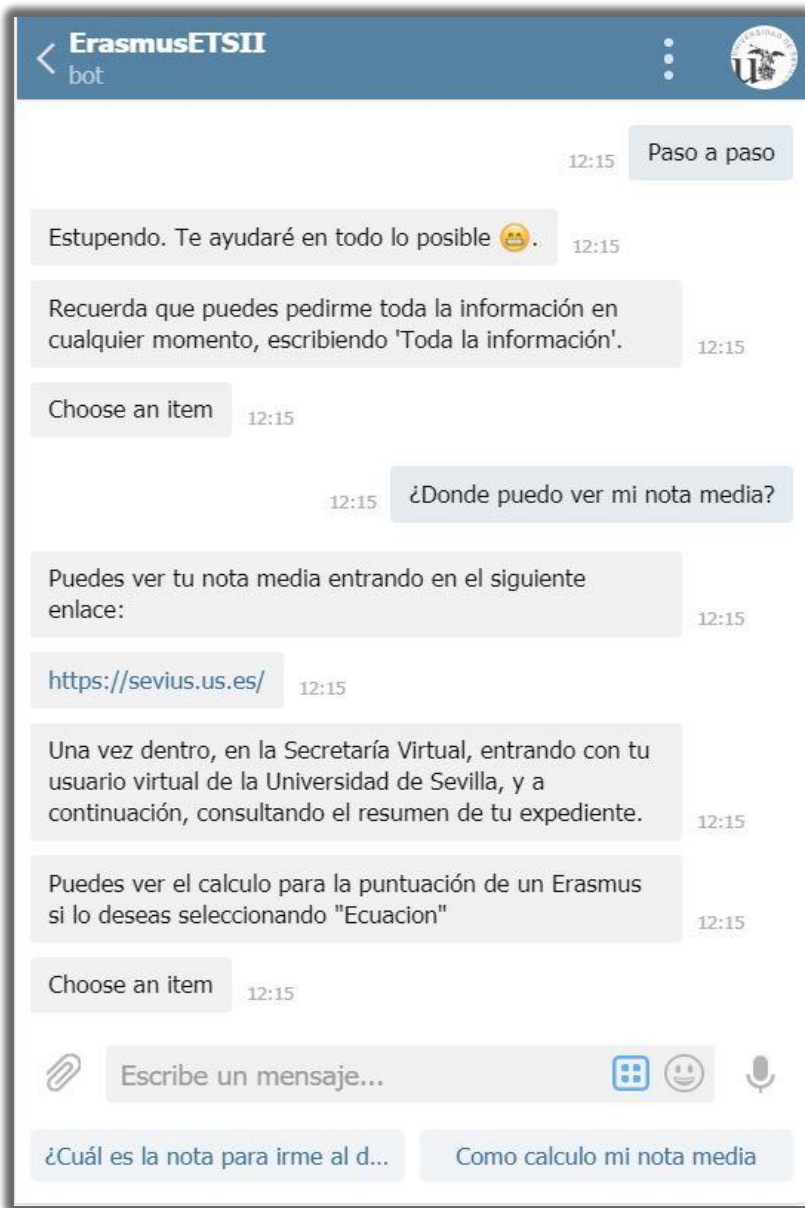 ErasmusETSII
bot
12:15 Paso a paso
Estupendo. Te ayudaré en todo lo posible 😁. 12:15
Recuerda que puedes pedirme toda la información en
cualquier momento, escribiendo 'Toda la información'. 12:15
Choose an item 12:15
12:15 ¿Donde puedo ver mi nota media?
Puedes ver tu nota media entrando en el siguiente
enlace: 12:15
https://sevius.us.es/ 12:15
Una vez dentro, en la Secretaría Virtual, entrando con tu
usuario virtual de la Universidad de Sevilla, y a
continuación, consultando el resumen de tu expediente. 12:15
Puedes ver el calculo para la puntuación de un Erasmus
si lo deseas seleccionando "Ecuacion" 12:15
Choose an item 12:15
Escribe un mensaje...
¿Cuál es la nota para irme al d... Como calculo mi nota media